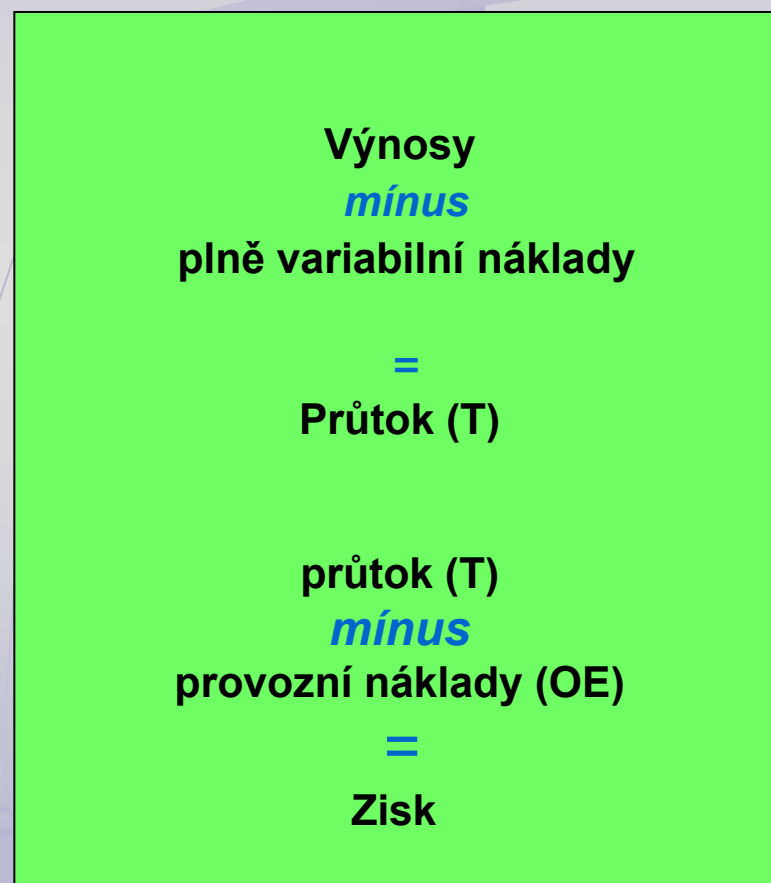 Výnosy
mínus
plně variabilní náklady
=
Průtok (T)
průtok (T)
mínus
provozní náklady (OE)
=
Zisk